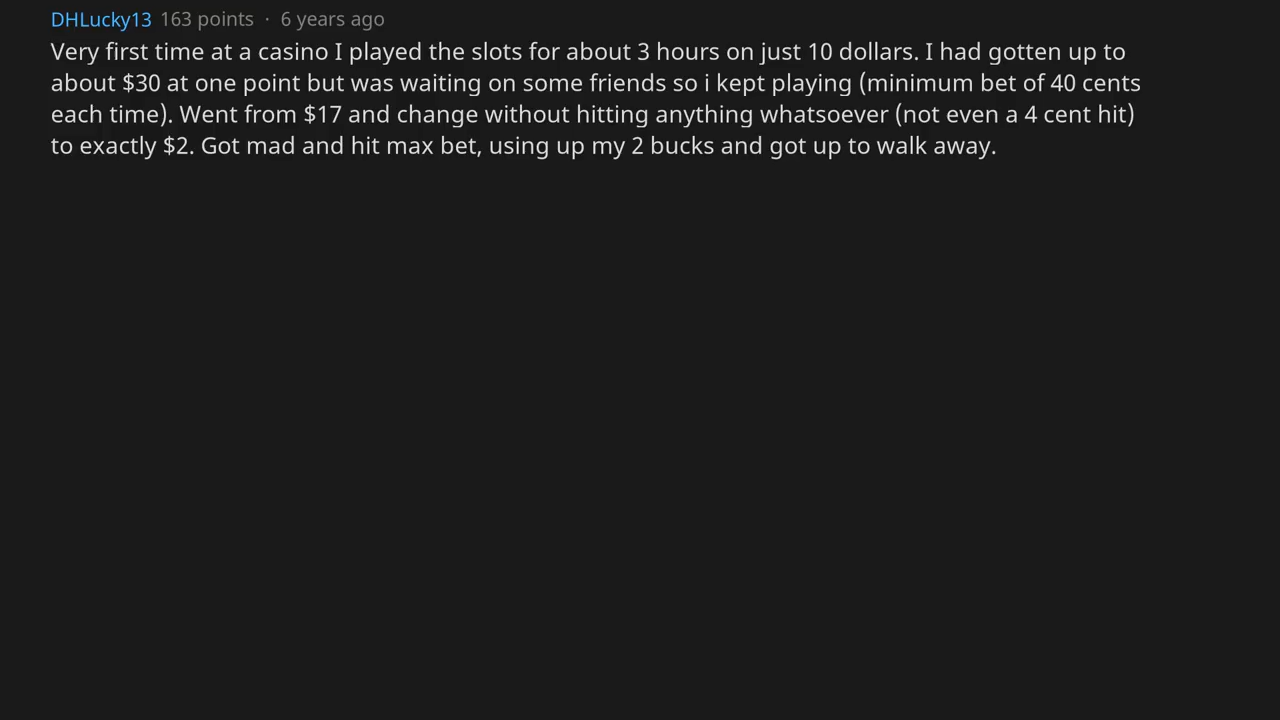 DHLucky13 163 points · 6 years ago
Very first time at a casino I played the slots for about 3 hours on just 10 dollars. I had gotten up to
about $30 at one point but was waiting on some friends so i kept playing (minimum bet of 40 cents
each time). Went from $17 and change without hitting anything whatsoever (not even a 4 cent hit)
to exactly $2. Got mad and hit max bet, using up my 2 bucks and got up to walk away.